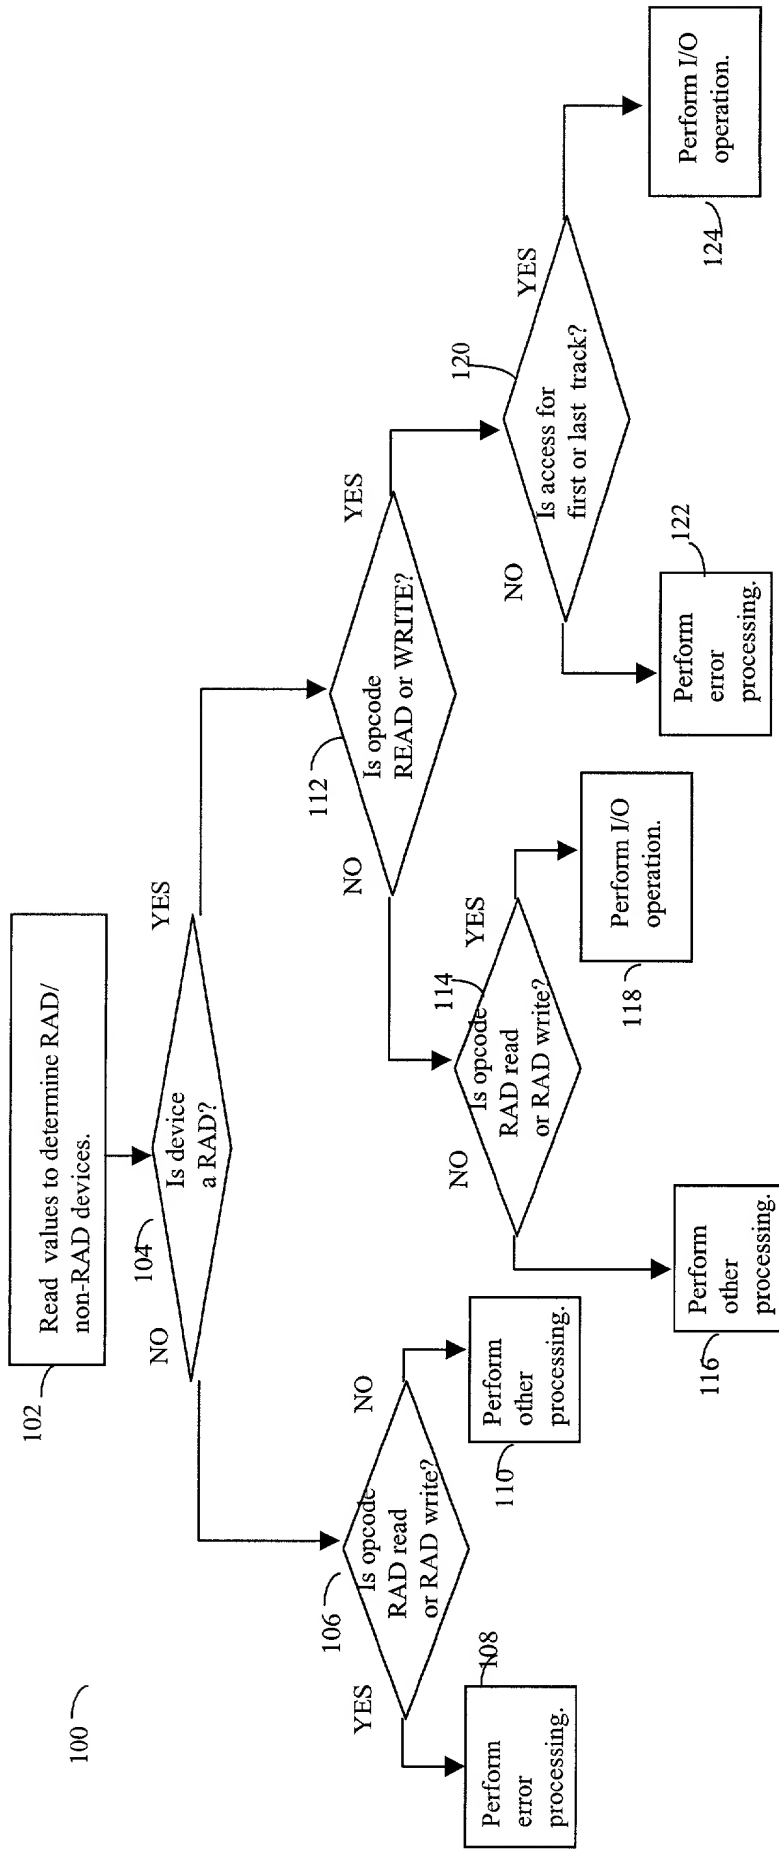 100
102
Read values to determine RAD/
non-RAD devices.
104
Is device
a RAD?
NO
YES
106
Is opcode
RAD read
or RAD write?
YES
NO
108
Perform
error
processing.
110
Perform
other
processing.
112
Is opcode
READ or WRITE?
NO
YES
114
Is opcode
RAD read
or RAD write?
NO
YES
116
Perform
other
processing.
118
Perform I/O
operation.
120
Is access for
first or last track?
NO
YES
122
Perform
error
processing.
124
Perform I/O
operation.